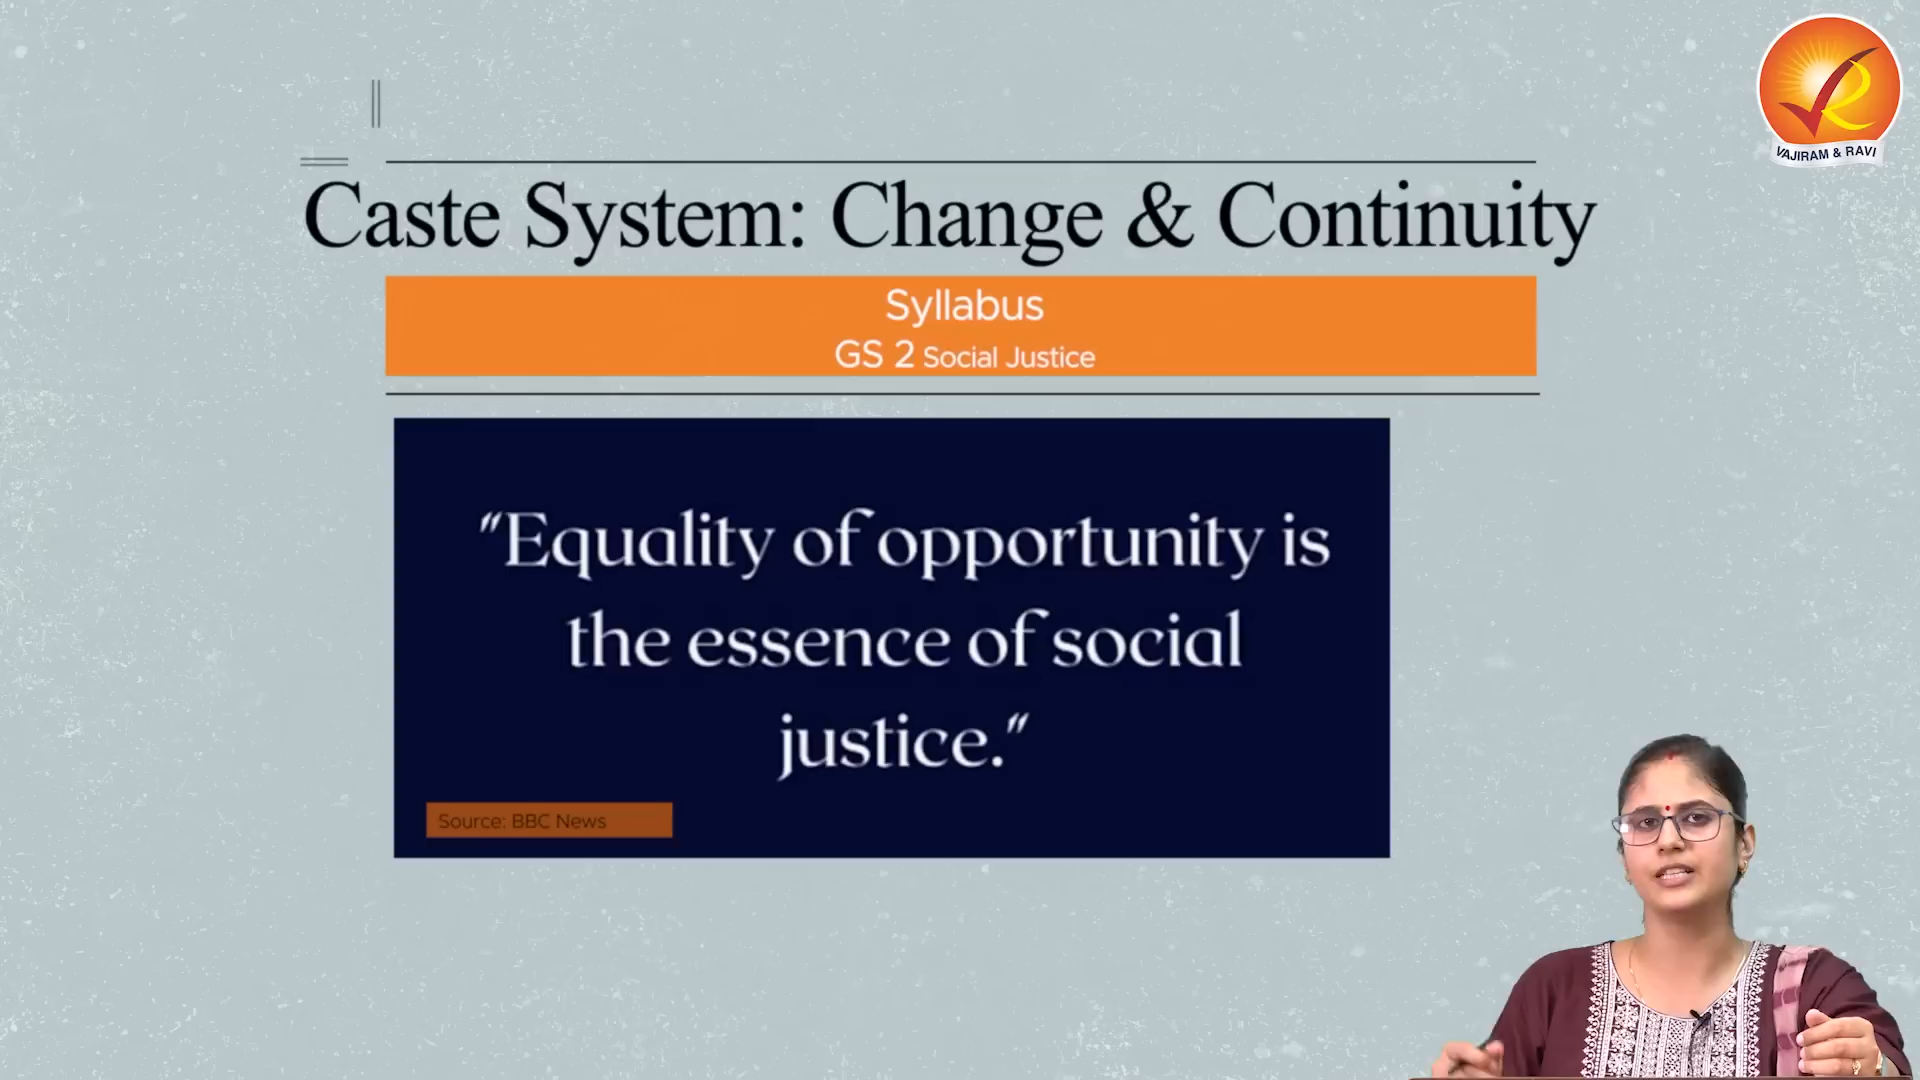 VAJIRAM & RAVI
Caste System: Change & Continuity
Syllabus
GS 2 Social Justice
"Equality of opportunity is
the essence of social
justice."
Source: BBC News